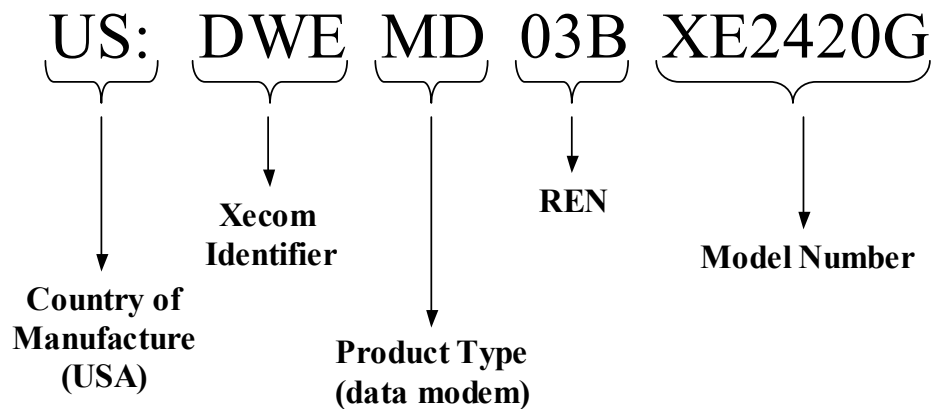 US: DWE MD 03B XE2420G
Xecom
Identifier
REN
Model Number
Country of
Manufacture
(USA)
Product Type
(data modem)